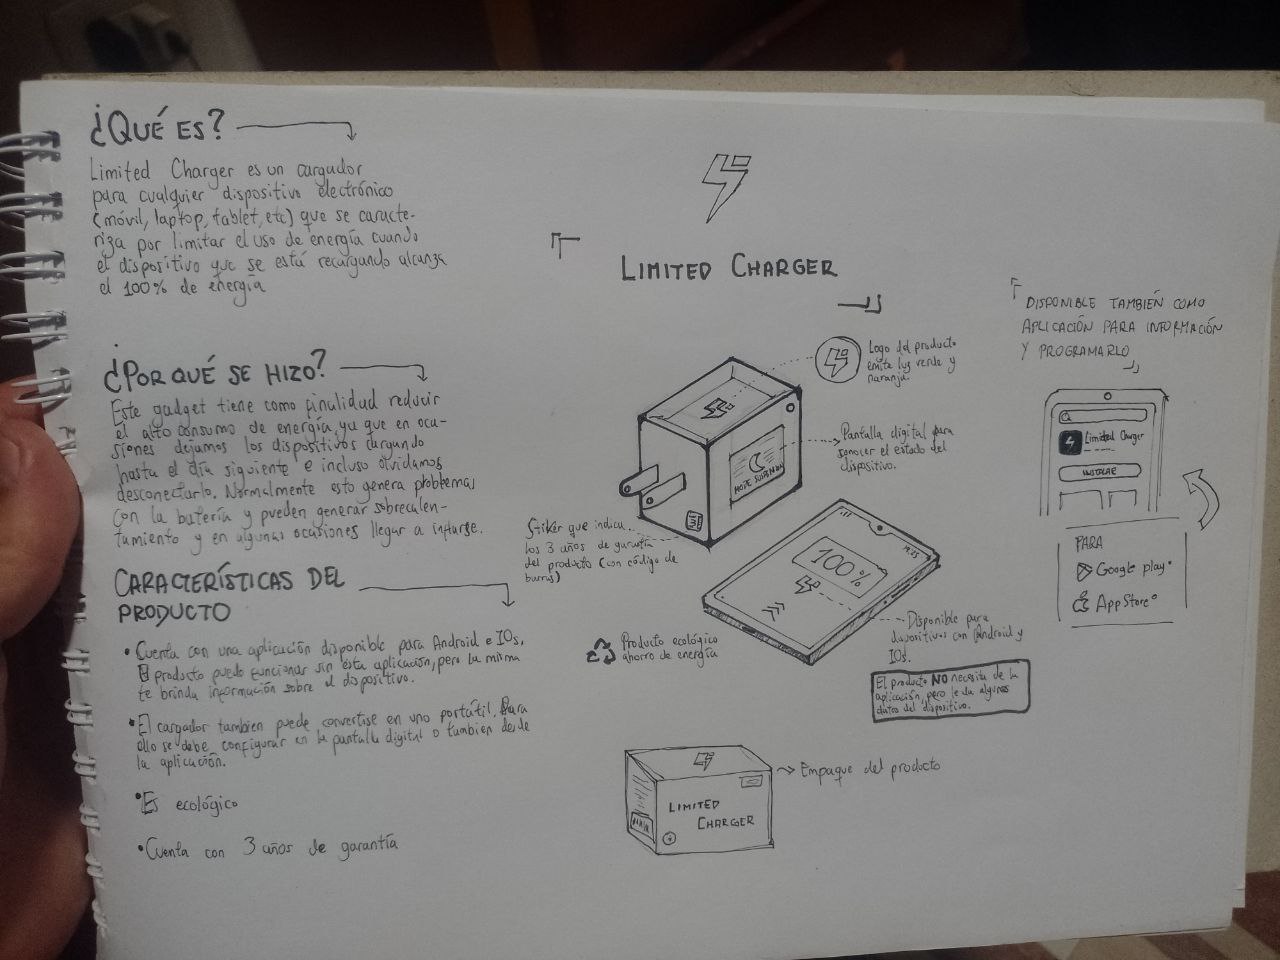 ¿QUÉ ES?
Limited Charger es un cargador
para cualquier dispositivo electrónico
(móvil, laptop, tablet, etc) que se caracte-
riza por limitar el uso de energía cuando
el dispositivo que se está recargando alcanza
el 100% de energía
¿POR QUÉ SE HIZO?
Este gadget tiene como finalidad reducir
el alto consumo de energía, ya que en oca-
siones dejamos los dispositivos cargando
hasta el día siguiente e incluso olvidamos
desconectarlo. Normalmente esto genera problemas
con la batería y pueden generar sobrecalen-
tamiento y en algunas ocasiones llegar a inflarse.
CARACTERÍSTICAS DEL
PRODUCTO
• Cuenta con una aplicación disponible para Android e IOs.
El producto puede funcionar sin esta aplicación, pero la misma
te brinda información sobre el dispositivo.
• El cargador tambien puede convertise en uno portátil. Para
ello se debe configurar en la pantalla digital o tambien desde
la aplicación.
• Es ecológico
• Cuenta con 3 años de garantía
LIMITED CHARGER
Logo del producto
emite luz verde y
naranja.
Pantalla digital para
conocer el estado del
dispositivo.
Stiker que indica
los 3 años de garantía
del producto (con código de
barras)
100%
Producto ecológico
ahorro de energía
Disponible para
dispositivos con Android y
IOs.
El producto NO necesita de la
aplicación, pero le da algunos
datos del dispositivo.
LIMITED
CHARGER
Empaque del producto
DISPONIBLE TAMBIÉN COMO
APLICACIÓN PARA INFORMACIÓN
Y PROGRAMARLO
Limited Charger
INSTALAR
PARA
Google play
AppStore